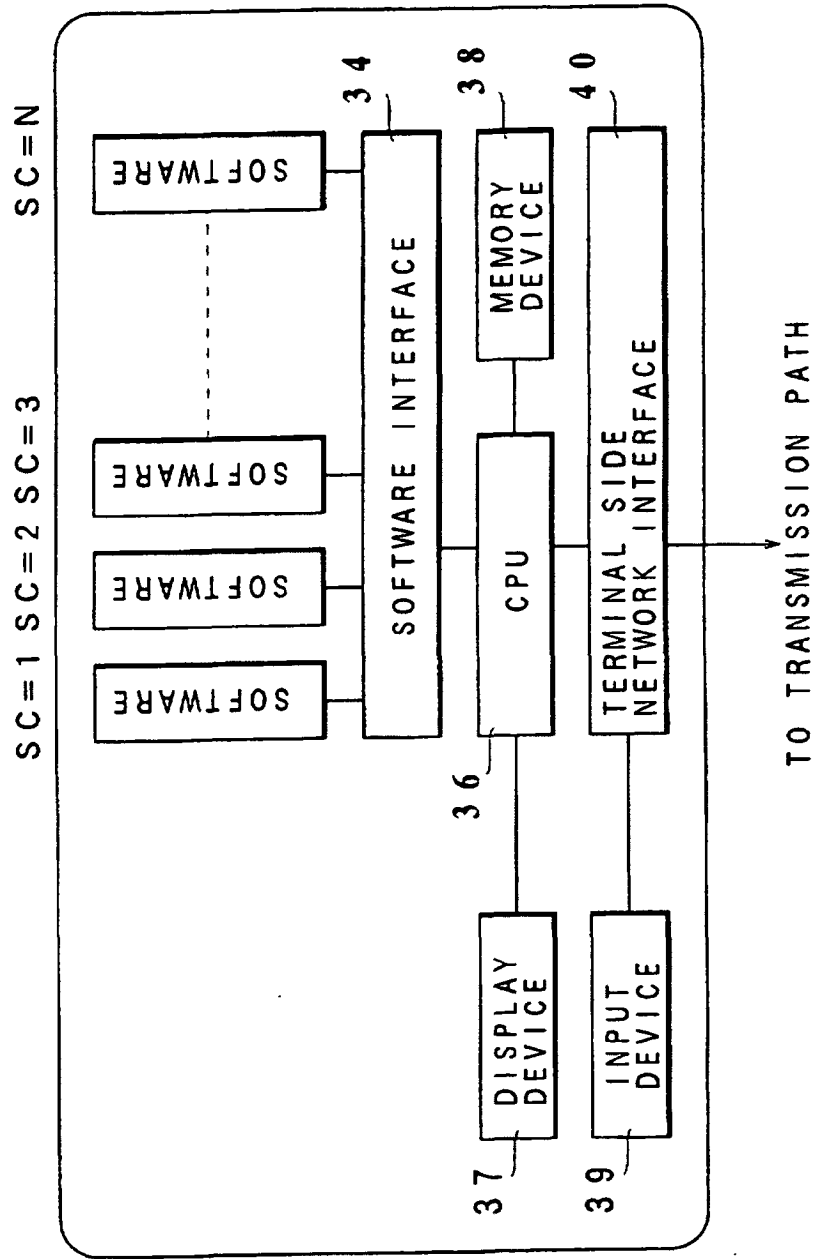 SC=1 SC=2 SC=3 SC=N
SOFTWARE
SOFTWARE
SOFTWARE
SOFTWARE
SOFTWARE INTERFACE
34
36
CPU
MEMORY
DEVICE
38
37
DISPLAY
DEVICE
39
INPUT
DEVICE
TERMINAL SIDE
NETWORK INTERFACE
40
TO TRANSMISSION PATH